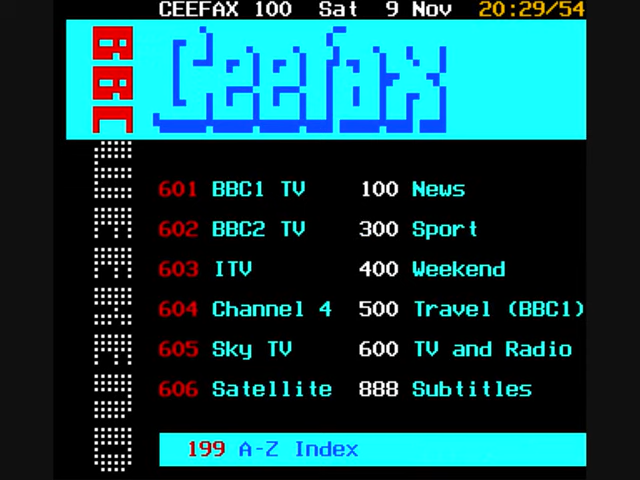 CEEFAX 100 Sat 9 Nov 20:29/54
BBC
Ceefax
601 BBC1 TV 100 News
602 BBC2 TV 300 Sport
603 ITV 400 Weekend
604 Channel 4 500 Travel (BBC1)
605 Sky TV 600 TV and Radio
606 Satellite 888 Subtitles
199 A-Z Index